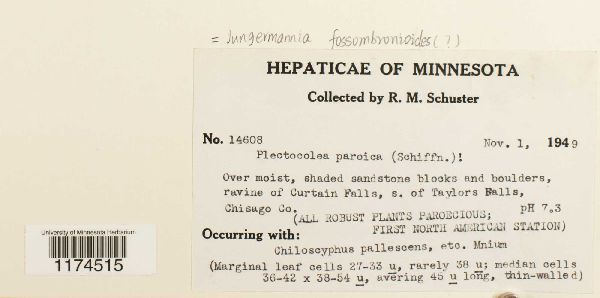 = Jungermannia fossombronioides (?)
HEPATICAE OF MINNESOTA
Collected by R. M. Schuster
No. 14608 Nov. 1, 1949
Plectocolea paroica (Schiffn.)!
Over moist, shaded sandstone blocks and boulders,
ravine of Curtain Falls, s. of Taylors Falls,
Chisago Co. pH 7.3
(ALL ROBUST PLANTS PAROECIOUS;
FIRST NORTH AMERICAN STATION)
Occurring with:
Chiloscyphus pallescens, etc. Mnium
(Marginal leaf cells 27-33 u, rarely 38 u; median cells
36-42 x 38-54 u, avering 45 u long, thin-walled)
University of Minnesota Herbarium
1174515